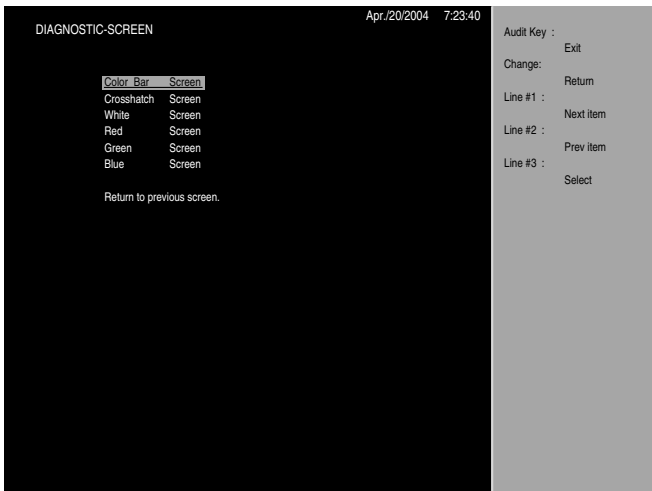 Apr./20/2004 7:23:40
DIAGNOSTIC-SCREEN
Color Bar Screen
Crosshatch Screen
White Screen
Red Screen
Green Screen
Blue Screen
Return to previous screen.
Audit Key :
Exit
Change:
Return
Line #1 :
Next item
Line #2 :
Prev item
Line #3 :
Select